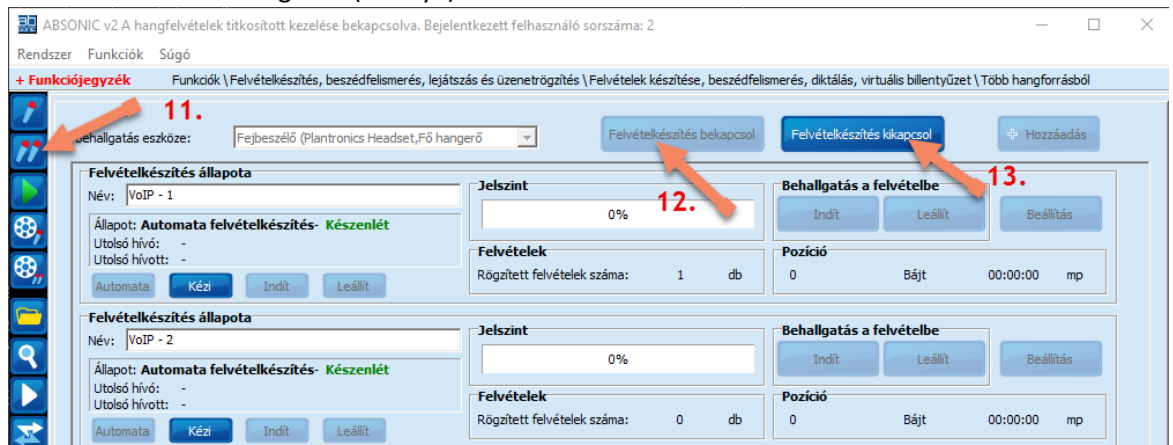 ABSONIC v2 A hangfelvételek titkosított kezelése bekapcsolva. Bejelentkezett felhasználó sorszáma: 2
Rendszer Funkciók Súgó
+ Funkciójegyzék Funkciók \ Felvételkészítés, beszédfelismerés, lejátszás és üzenetrögzítés \ Felvételek készítése, beszédfelismerés, diktálás, virtuális billentyűzet \ Több hangforrásból
11.
Behallgatás eszköze: Fejbeszélő (Plantronics Headset,Fő hangerő Felvételkészítés bekapcsol Felvételkészítés kikapcsol Hozzáadás
12.
13.
Felvételkészítés állapota
Név: VoIP - 1
Állapot: Automata felvételkészítés- Készenlét
Utolsó hívó: -
Utolsó hívott: -
Automata Kézi Indít Leállít
Jelszint
0%
Felvételek
Rögzített felvételek száma: 1 db
Behallgatás a felvételbe
Indít Leállít Beállítás
Pozíció
0 Bájt 00:00:00 mp
Felvételkészítés állapota
Név: VoIP - 2
Állapot: Automata felvételkészítés- Készenlét
Utolsó hívó: -
Utolsó hívott: -
Automata Kézi Indít Leállít
Jelszint
0%
Felvételek
Rögzített felvételek száma: 0 db
Behallgatás a felvételbe
Indít Leállít Beállítás
Pozíció
0 Bájt 00:00:00 mp